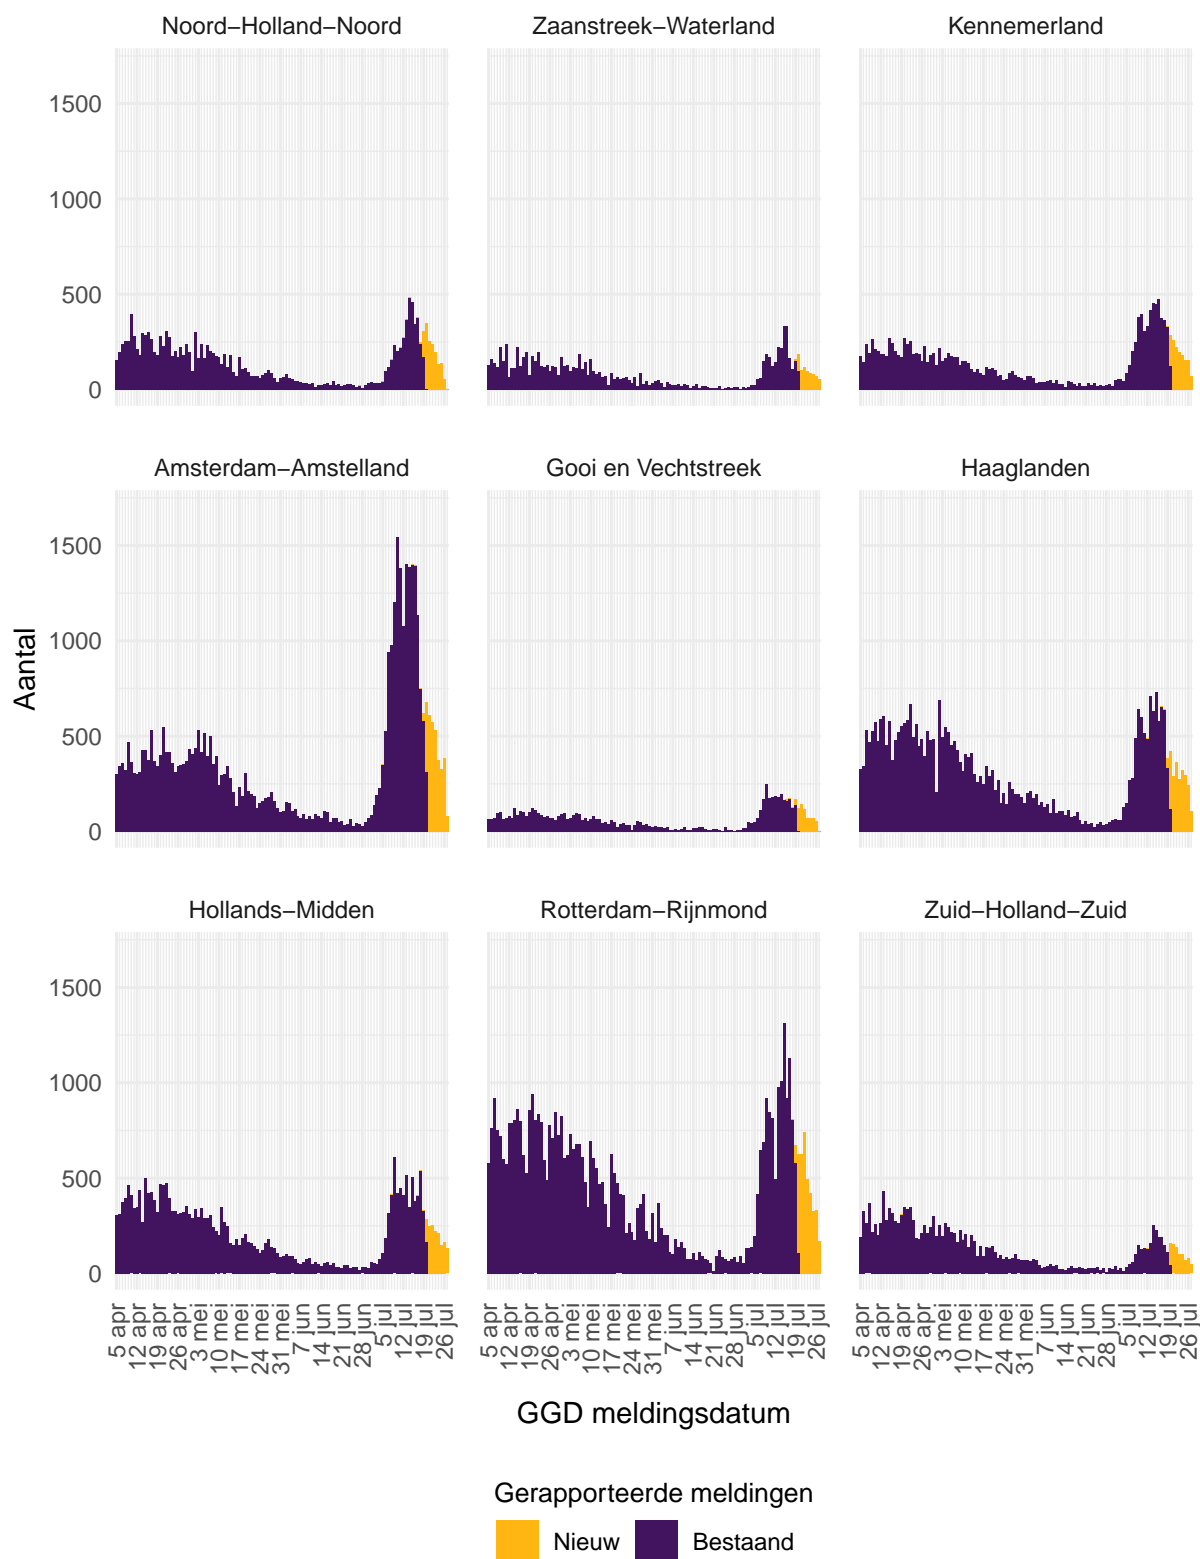 Noord−Holland−Noord Zaanstreek−Waterland Kennemerland
1500
1000
500
0
Amsterdam−Amstelland Gooi en Vechtstreek Haaglanden
1500
1000
500
0
Aantal
Hollands−Midden Rotterdam−Rijnmond Zuid−Holland−Zuid
1500
1000
500
0
5 apr 12 apr 19 apr 26 apr 3 mei 10 mei 17 mei 24 mei 31 mei 7 jun 14 jun 21 jun 28 jun 5 jul 12 jul 19 jul 26 jul
5 apr 12 apr 19 apr 26 apr 3 mei 10 mei 17 mei 24 mei 31 mei 7 jun 14 jun 21 jun 28 jun 5 jul 12 jul 19 jul 26 jul
5 apr 12 apr 19 apr 26 apr 3 mei 10 mei 17 mei 24 mei 31 mei 7 jun 14 jun 21 jun 28 jun 5 jul 12 jul 19 jul 26 jul
GGD meldingsdatum
Gerapporteerde meldingen
Nieuw Bestaand